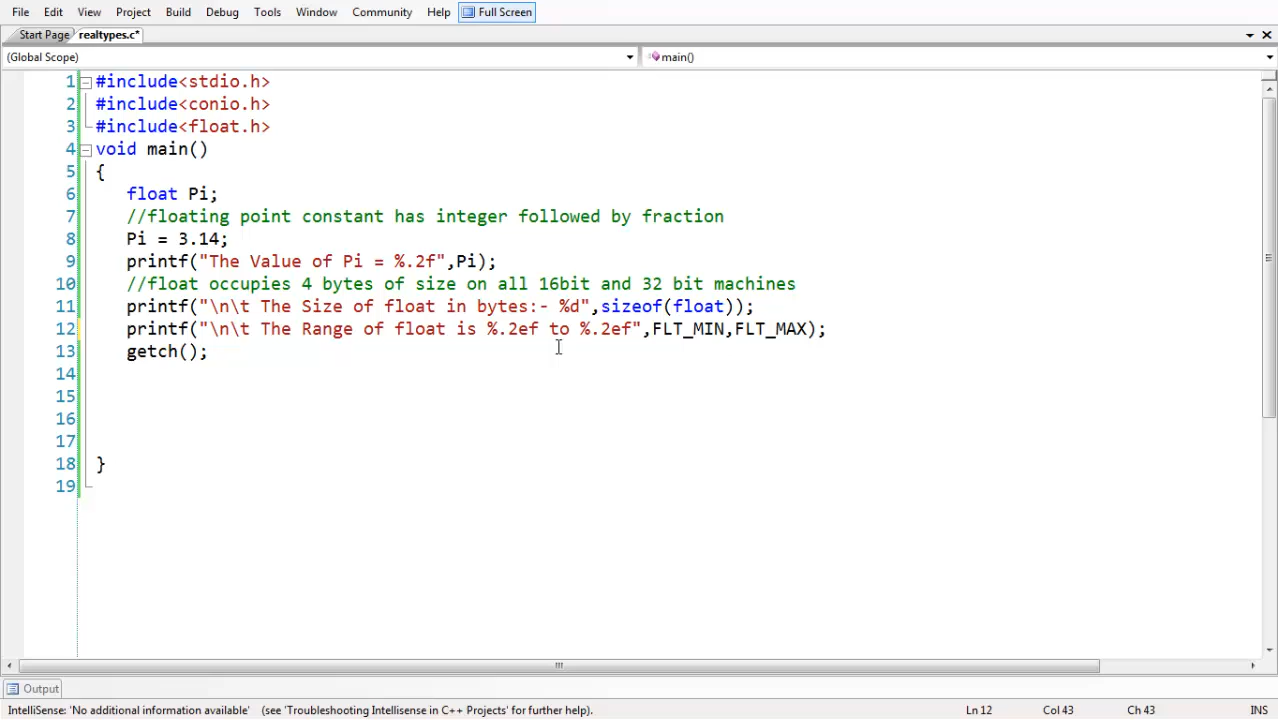 File Edit View Project Build Debug Tools Window Community Help Full Screen
Start Page realtypes.c*
(Global Scope) main()
1 #include<stdio.h>
2 #include<conio.h>
3 #include<float.h>
4 void main()
5 {
6 float Pi;
7 //floating point constant has integer followed by fraction
8 Pi = 3.14;
9 printf("The Value of Pi = %.2f",Pi);
10 //float occupies 4 bytes of size on all 16bit and 32 bit machines
11 printf("\n\t The Size of float in bytes:- %d",sizeof(float));
12 printf("\n\t The Range of float is %.2ef to %.2ef",FLT_MIN,FLT_MAX);
13 getch();
14
15
16
17
18 }
19
Output
IntelliSense: 'No additional information available' (see 'Troubleshooting Intellisense in C++ Projects' for further help). Ln 12 Col 43 Ch 43 INS